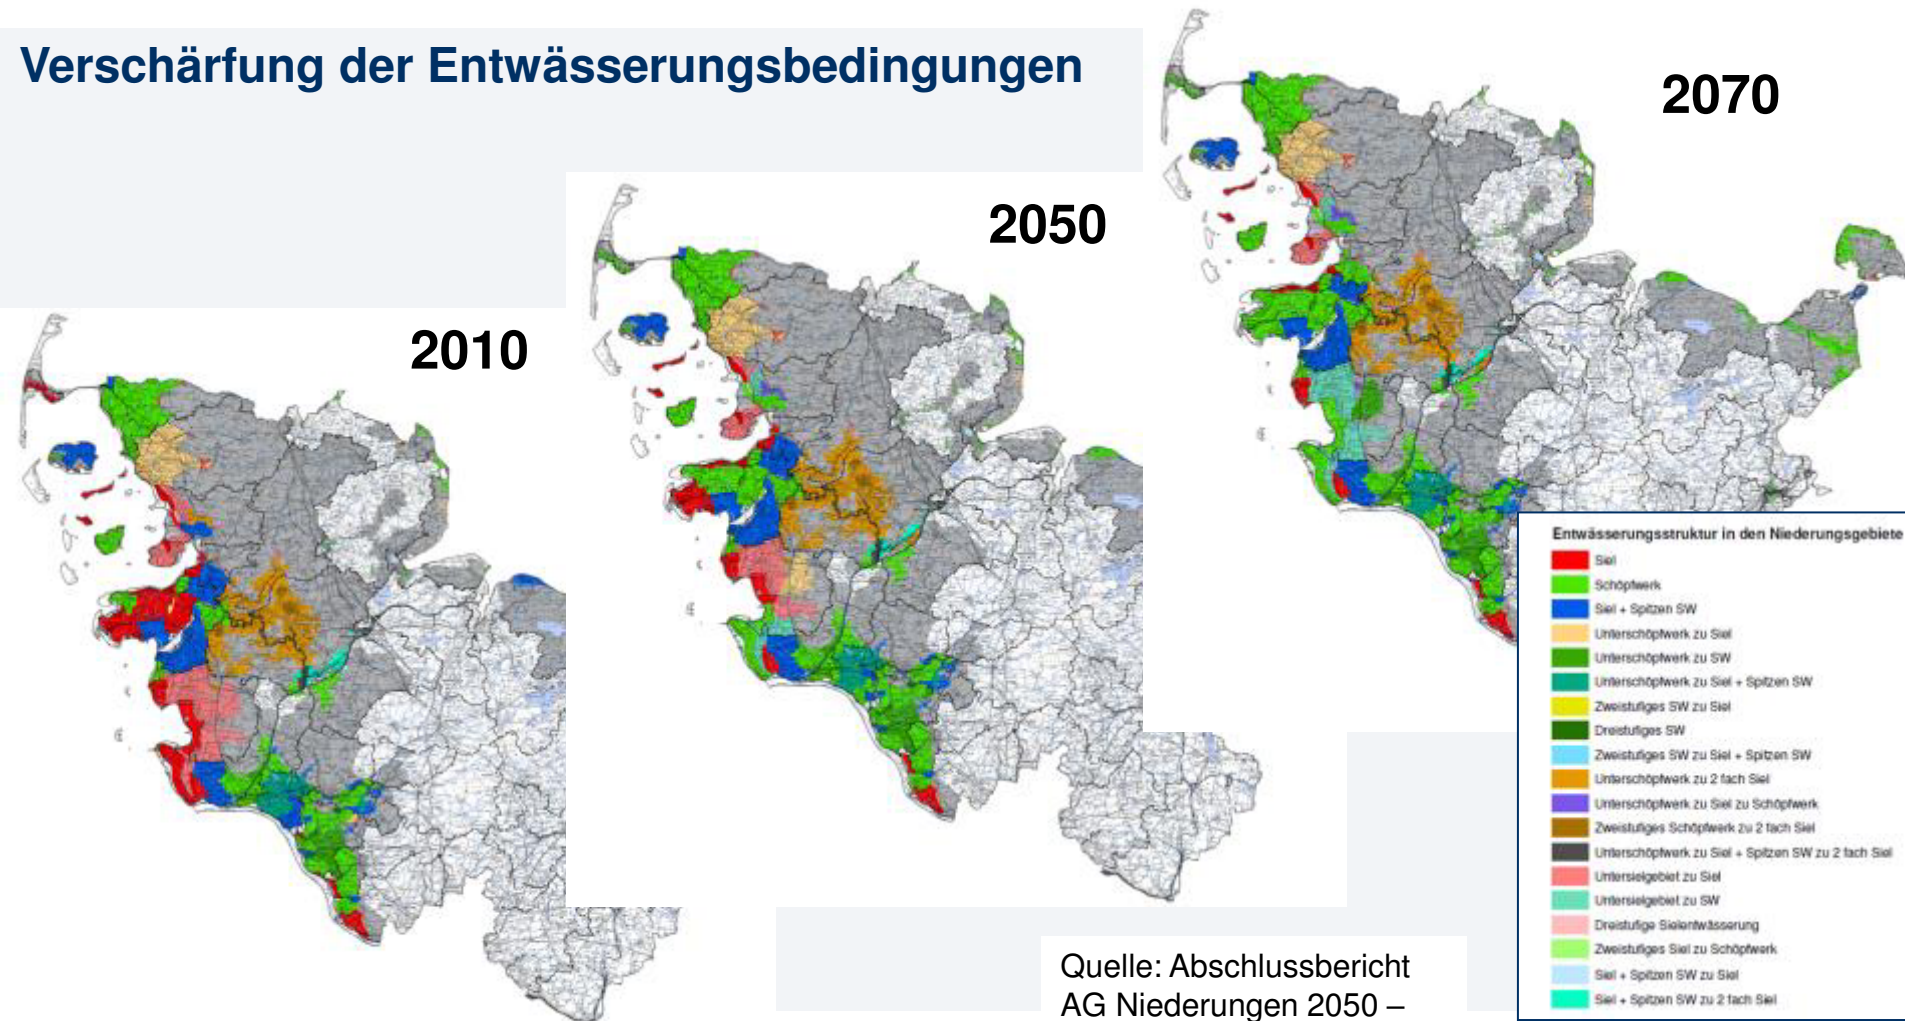 Verschärfung der Entwässerungsbedingungen
2070
2050
2010
Entwässerungsstruktur in den Niederungsgebiete
Siel
Schöpfwerk
Siel + Spitzen SW
Unterschöpfwerk zu Siel
Unterschöpfwerk zu SW
Unterschöpfwerk zu Siel + Spitzen SW
Zweistufiges SW zu Siel
Dreistufiges SW
Zweistufiges SW zu Siel + Spitzen SW
Unterschöpfwerk zu 2 fach Siel
Unterschöpfwerk zu Siel zu Schöpfwerk
Zweistufiges Schöpfwerk zu 2 fach Siel
Unterschöpfwerk zu Siel + Spitzen SW zu 2 fach Siel
Untersielgebiet zu Siel
Untersielgebiet zu SW
Dreistufige Sielentwässerung
Zweistufiges Siel zu Schöpfwerk
Siel + Spitzen SW zu Siel
Siel + Spitzen SW zu 2 fach Siel
Quelle: Abschlussbericht
AG Niederungen 2050 –